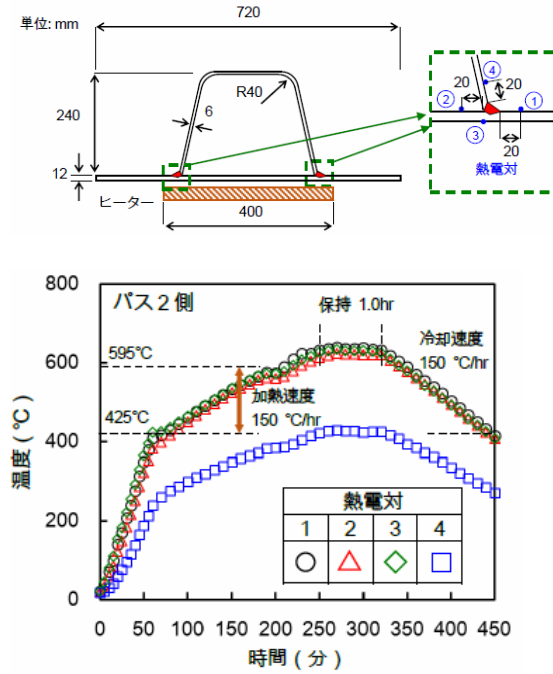 単位: mm
720
240
R40
6
12
ヒーター
400
20
④
20
②
①
③
20
熱電対
800
600
400
200
0
温度(℃)
パス2側
保持 1.0hr
冷却速度
150 ℃/hr
595℃
加熱速度
150 ℃/hr
425℃
熱電対
1 2 3 4
0 50 100 150 200 250 300 350 400 450
時間(分)